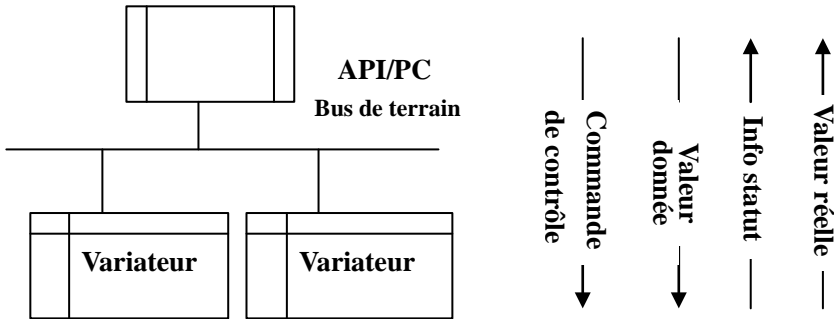 API/PC
Bus de terrain
Variateur
Variateur
Commande
de contrôle
Valeur
donnée
Info statut
Valeur réelle